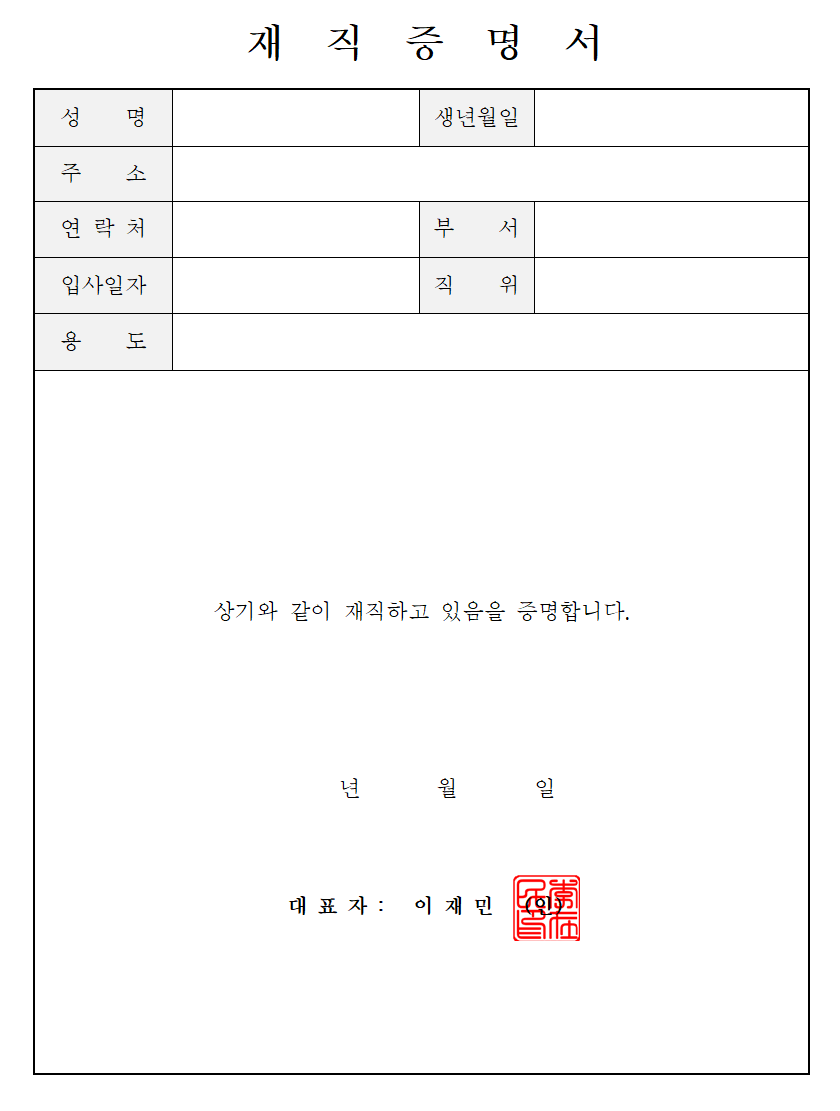 재 직 증 명 서
성 명 생년월일
주 소
연 락 처 부 서
입사일자 직 위
용 도
상기와 같이 재직하고 있음을 증명합니다.
년 월 일
대 표 자 : 이 재 민 (인)